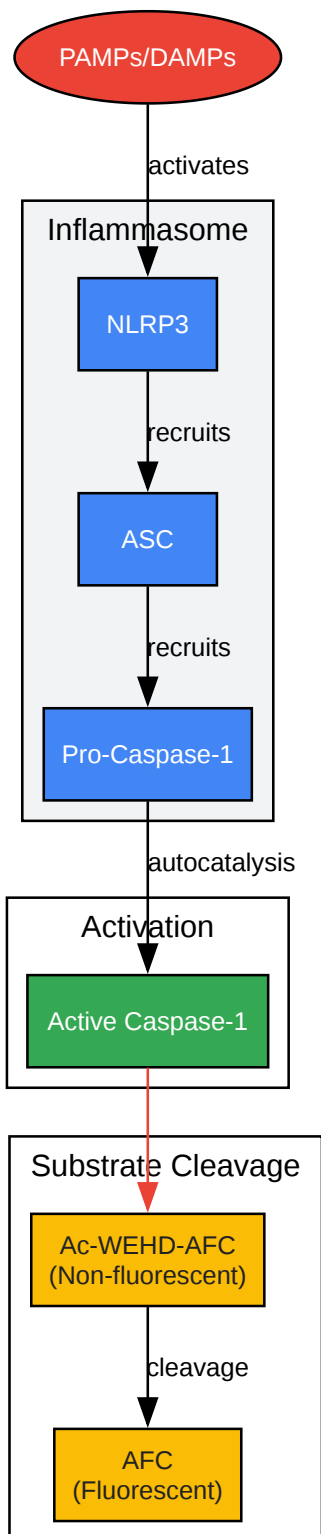 PAMPs/DAMPs
activates
Inflammasome
NLRP3
recruits
ASC
recruits
Pro-Caspase-1
autocatalysis
Activation
Active Caspase-1
Substrate Cleavage
Ac-WEHD-AFC
(Non-fluorescent)
cleavage
AFC
(Fluorescent)